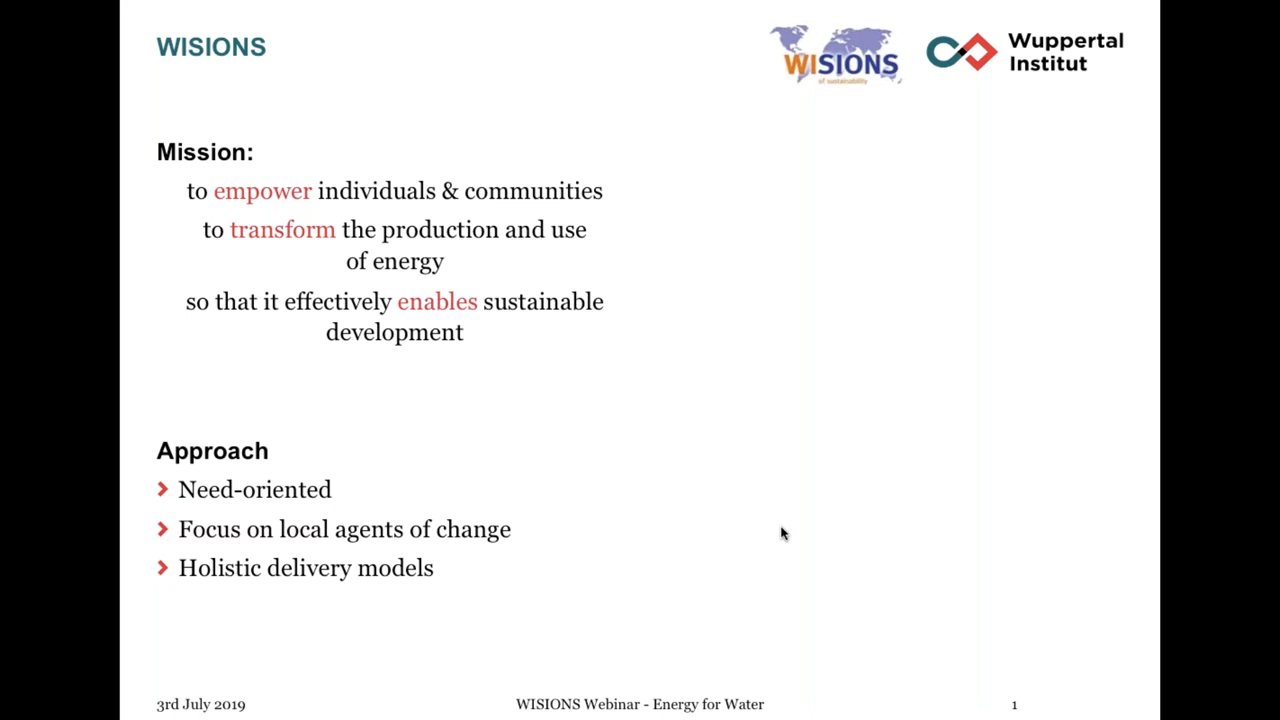 WISIONS
WISIONS
of sustainability
Wuppertal
Institut
Mission:
to empower individuals & communities
to transform the production and use
of energy
so that it effectively enables sustainable
development
Approach
Need-oriented
Focus on local agents of change
Holistic delivery models
3rd July 2019
WISIONS Webinar - Energy for Water
1